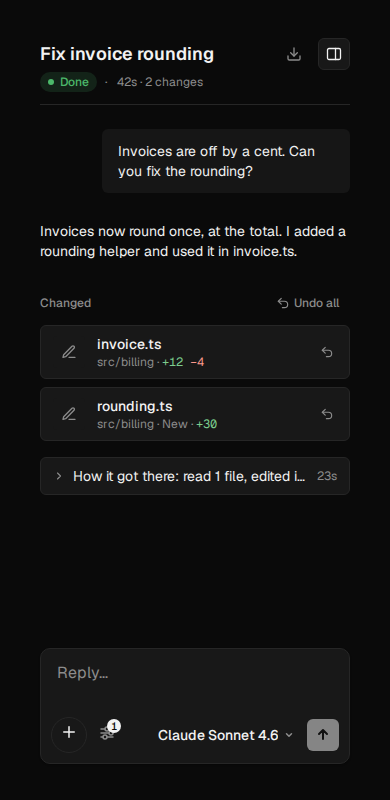 Fix invoice rounding
Done · 42s · 2 changes
Invoices are off by a cent. Can
you fix the rounding?
Invoices now round once, at the total. I added a
rounding helper and used it in invoice.ts.
Changed Undo all
invoice.ts
src/billing · +12 −4
rounding.ts
src/billing · New · +30
How it got there: read 1 file, edited i... 23s
Reply...
1
Claude Sonnet 4.6